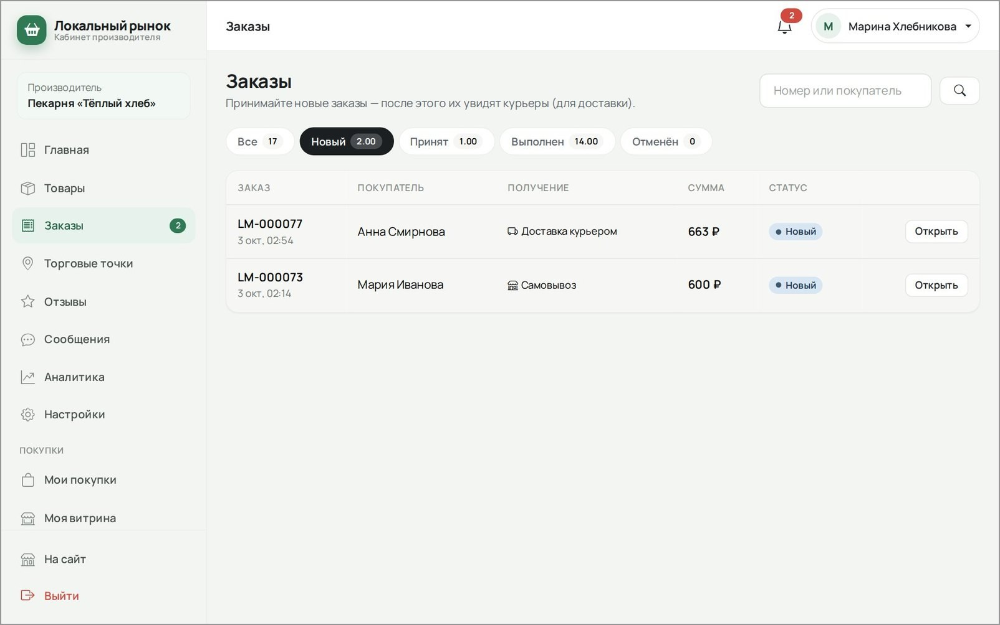 Локальный рынок
Кабинет производителя
Производитель
Пекарня «Тёплый хлеб»
Главная
Товары
Заказы 2
Торговые точки
Отзывы
Сообщения
Аналитика
Настройки
ПОКУПКИ
Мои покупки
Моя витрина
На сайт
Выйти
Заказы
2
М Марина Хлебникова
Заказы
Принимайте новые заказы — после этого их увидят курьеры (для доставки).
Номер или покупатель
Все 17 Новый 2.00 Принят 1.00 Выполнен 14.00 Отменён 0
ЗАКАЗ ПОКУПАТЕЛЬ ПОЛУЧЕНИЕ СУММА СТАТУС
LM-000077
3 окт, 02:54
Анна Смирнова Доставка курьером 663 ₽ Новый Открыть
LM-000073
3 окт, 02:14
Мария Иванова Самовывоз 600 ₽ Новый Открыть